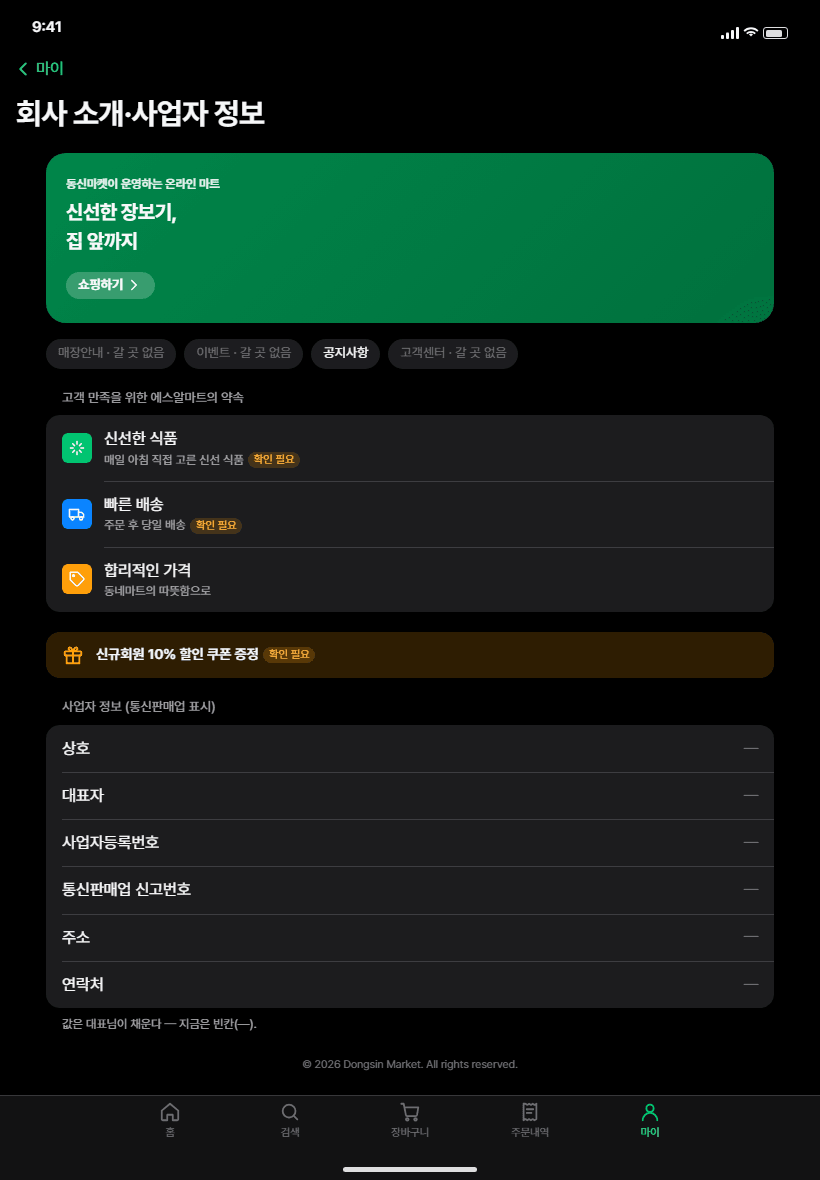 9:41
마이
회사 소개·사업자 정보
동신마켓이 운영하는 온라인 마트
신선한 장보기,
집 앞까지
쇼핑하기
매장안내 · 갈 곳 없음
이벤트 · 갈 곳 없음
공지사항
고객센터 · 갈 곳 없음
고객 만족을 위한 에스알마트의 약속
신선한 식품
매일 아침 직접 고른 신선 식품 확인 필요
빠른 배송
주문 후 당일 배송 확인 필요
합리적인 가격
동네마트의 따뜻함으로
신규회원 10% 할인 쿠폰 증정 확인 필요
사업자 정보 (통신판매업 표시)
상호 —
대표자 —
사업자등록번호 —
통신판매업 신고번호 —
주소 —
연락처 —
값은 대표님이 채운다 — 지금은 빈칸(—).
© 2026 Dongsin Market. All rights reserved.
홈
검색
장바구니
주문내역
마이